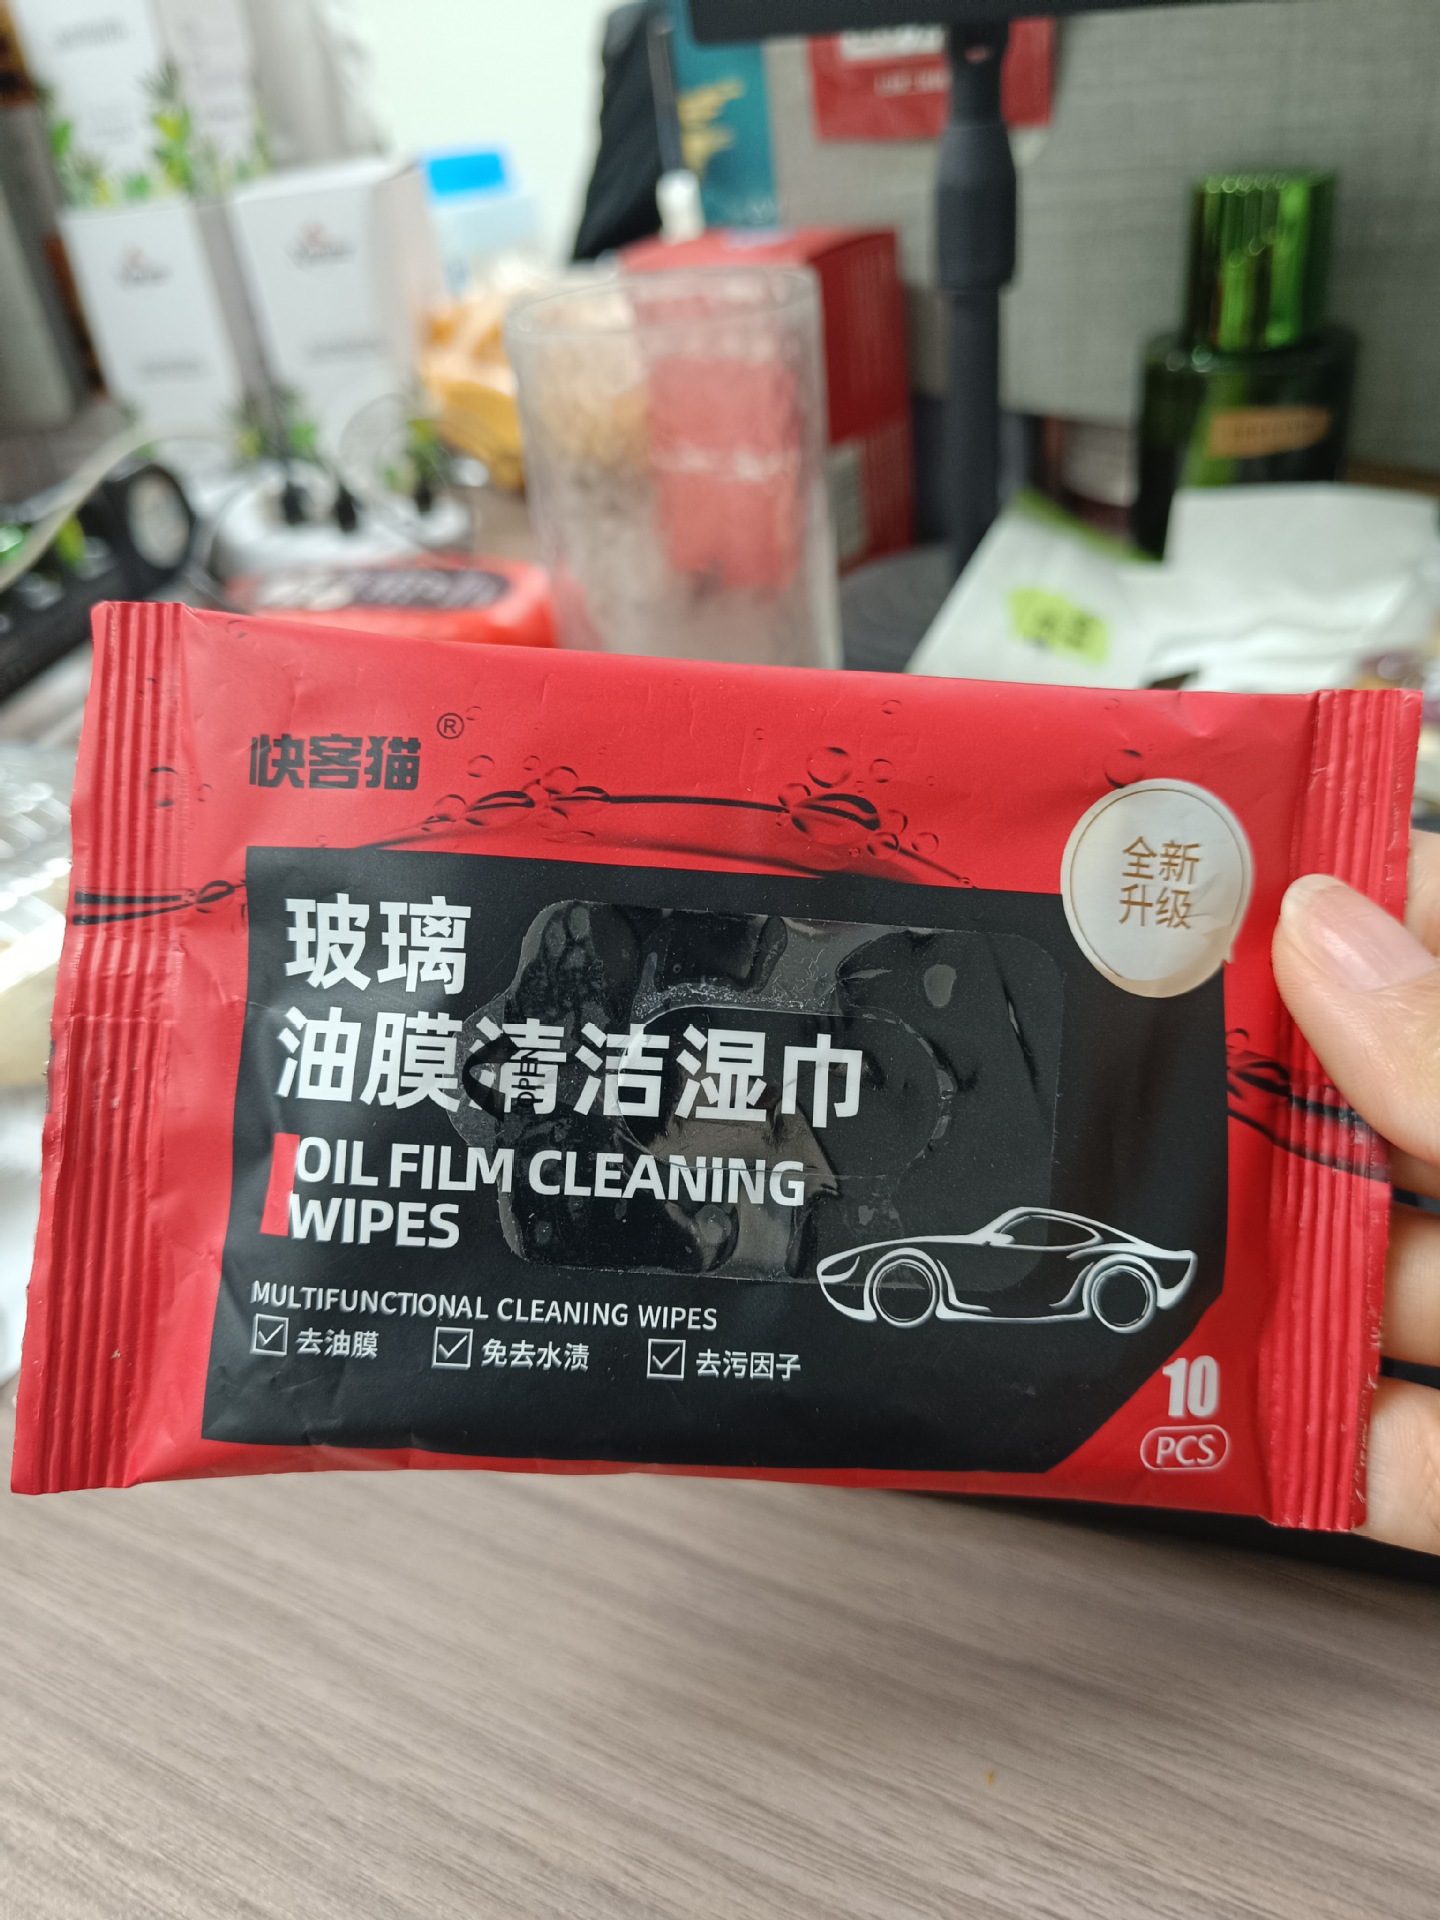 快客猫
®
全新
升级
玻璃
油膜清洁湿巾
OPEN
OIL FILM CLEANING
WIPES
MULTIFUNCTIONAL CLEANING WIPES
去油膜 免去水渍 去污因子
10
PCS